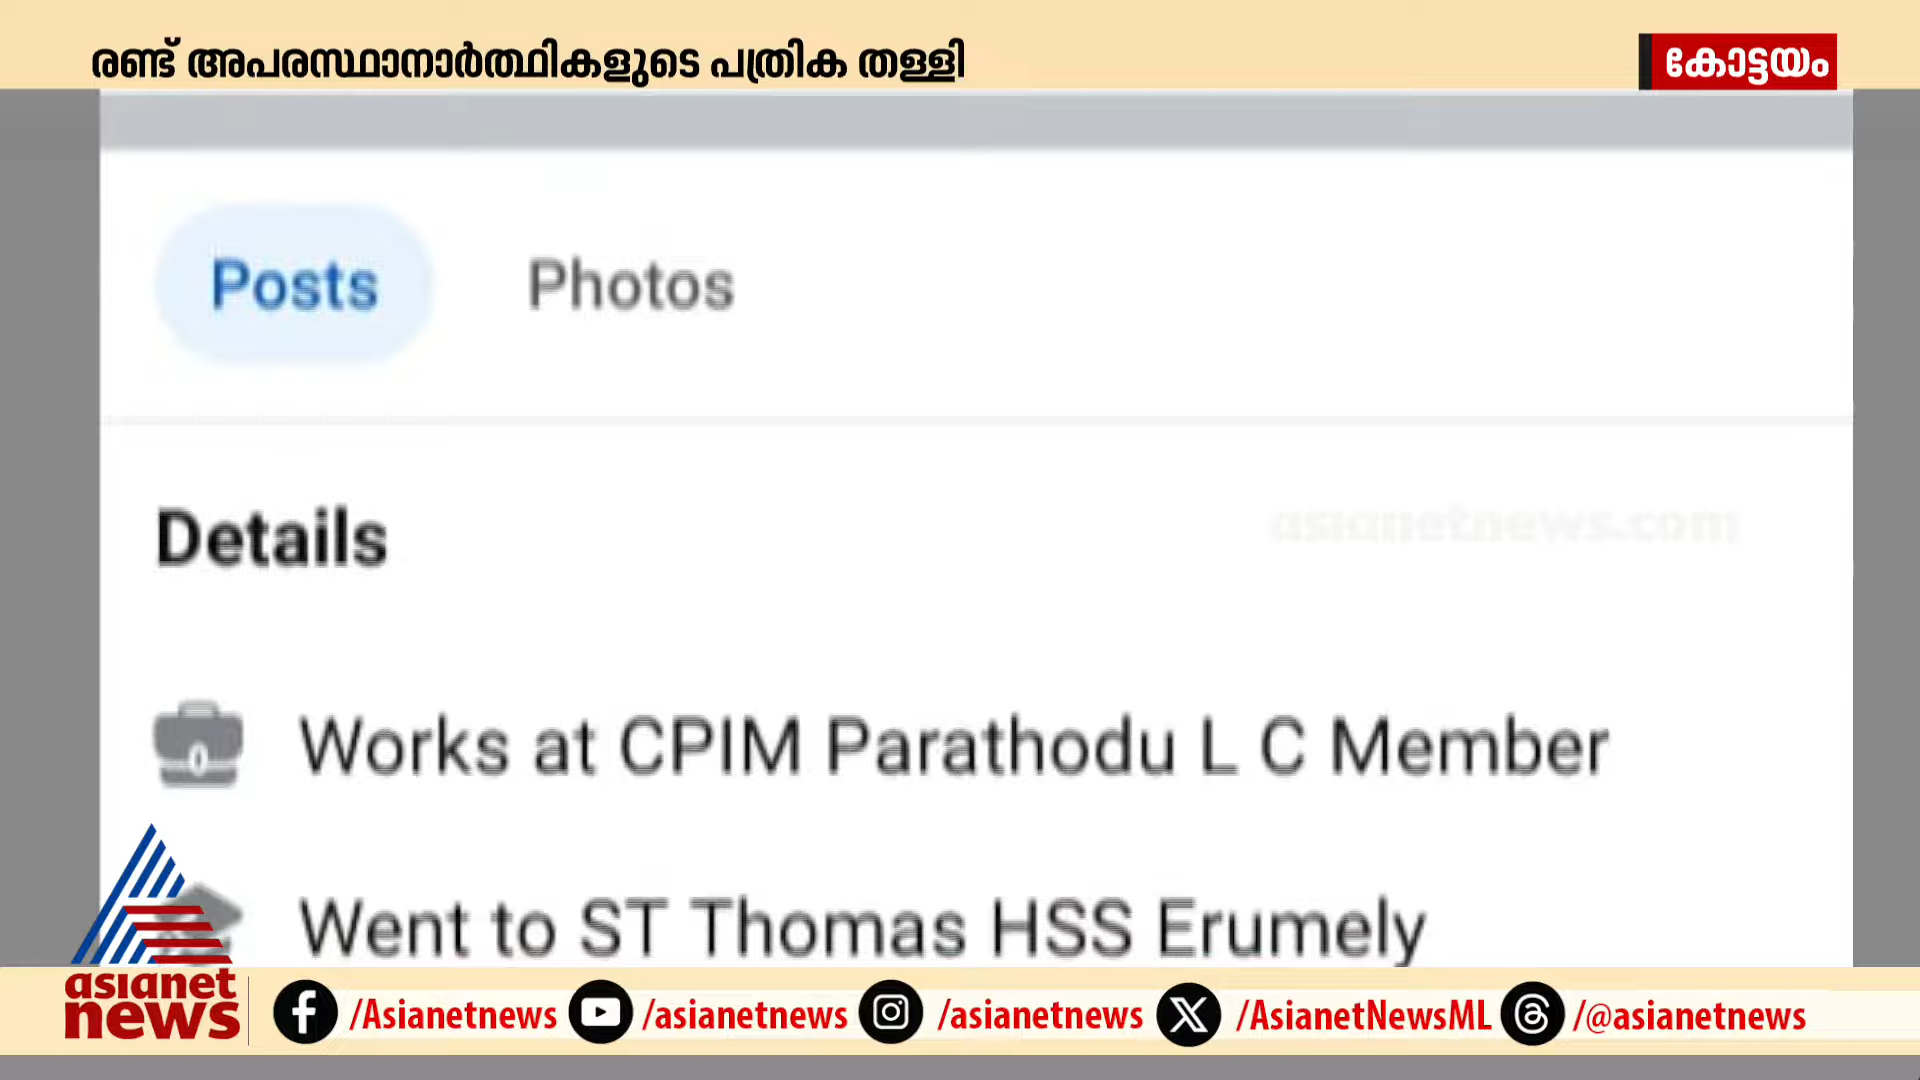 രണ്ട് അപരസ്ഥാനാർത്ഥികളുടെ പത്രിക തള്ളി
കോട്ടയം
Posts Photos
Details
asianetnews.com
Works at CPIM Parathodu L C Member
Went to ST Thomas HSS Erumely
asianet
news
/Asianetnews /asianetnews /asianetnews /AsianetNewsML /@asianetnews